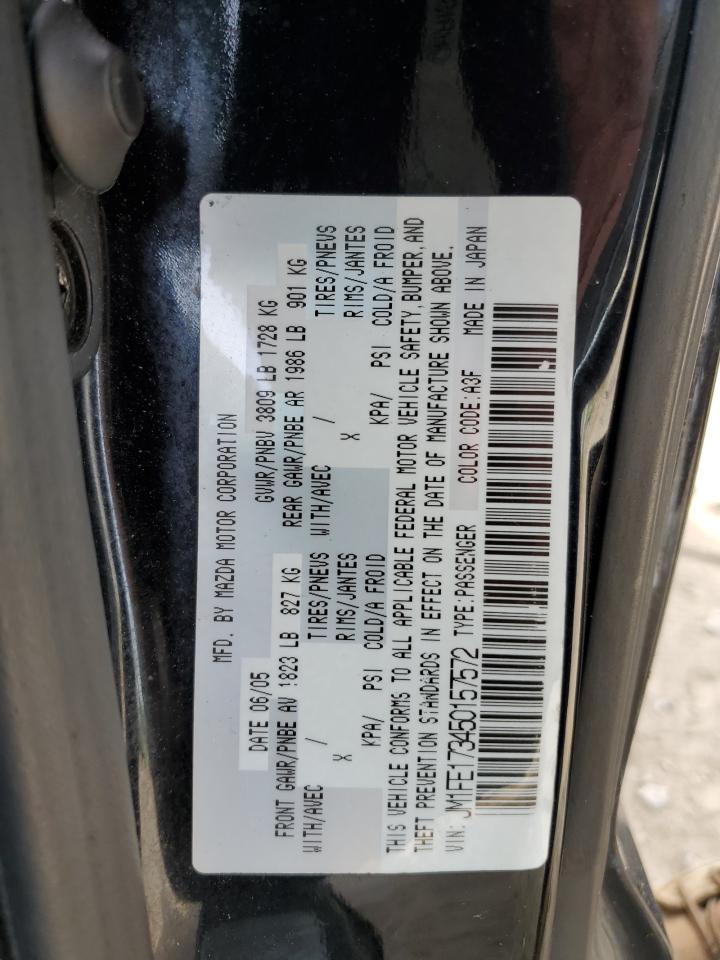 MFD. BY MAZDA MOTOR CORPORATION
DATE 06/05 GVWR/PNBV 3809 LB 1728 KG
FRONT GAWR/PNBE AV 1823 LB 827 KG REAR GAWR/PNBE AR 1986 LB 901 KG
WITH/AVEC / TIRES/PNEUS WITH/AVEC / TIRES/PNEUS
X RIMS/JANTES X RIMS/JANTES
KPA/ PSI COLD/A FROID KPA/ PSI COLD/A FROID
THIS VEHICLE CONFORMS TO ALL APPLICABLE FEDERAL MOTOR VEHICLE SAFETY, BUMPER, AND
THEFT PREVENTION STANDARDS IN EFFECT ON THE DATE OF MANUFACTURE SHOWN ABOVE.
VIN: JM1FE173450157572 TYPE:PASSENGER COLOR CODE:A3F MADE IN JAPAN